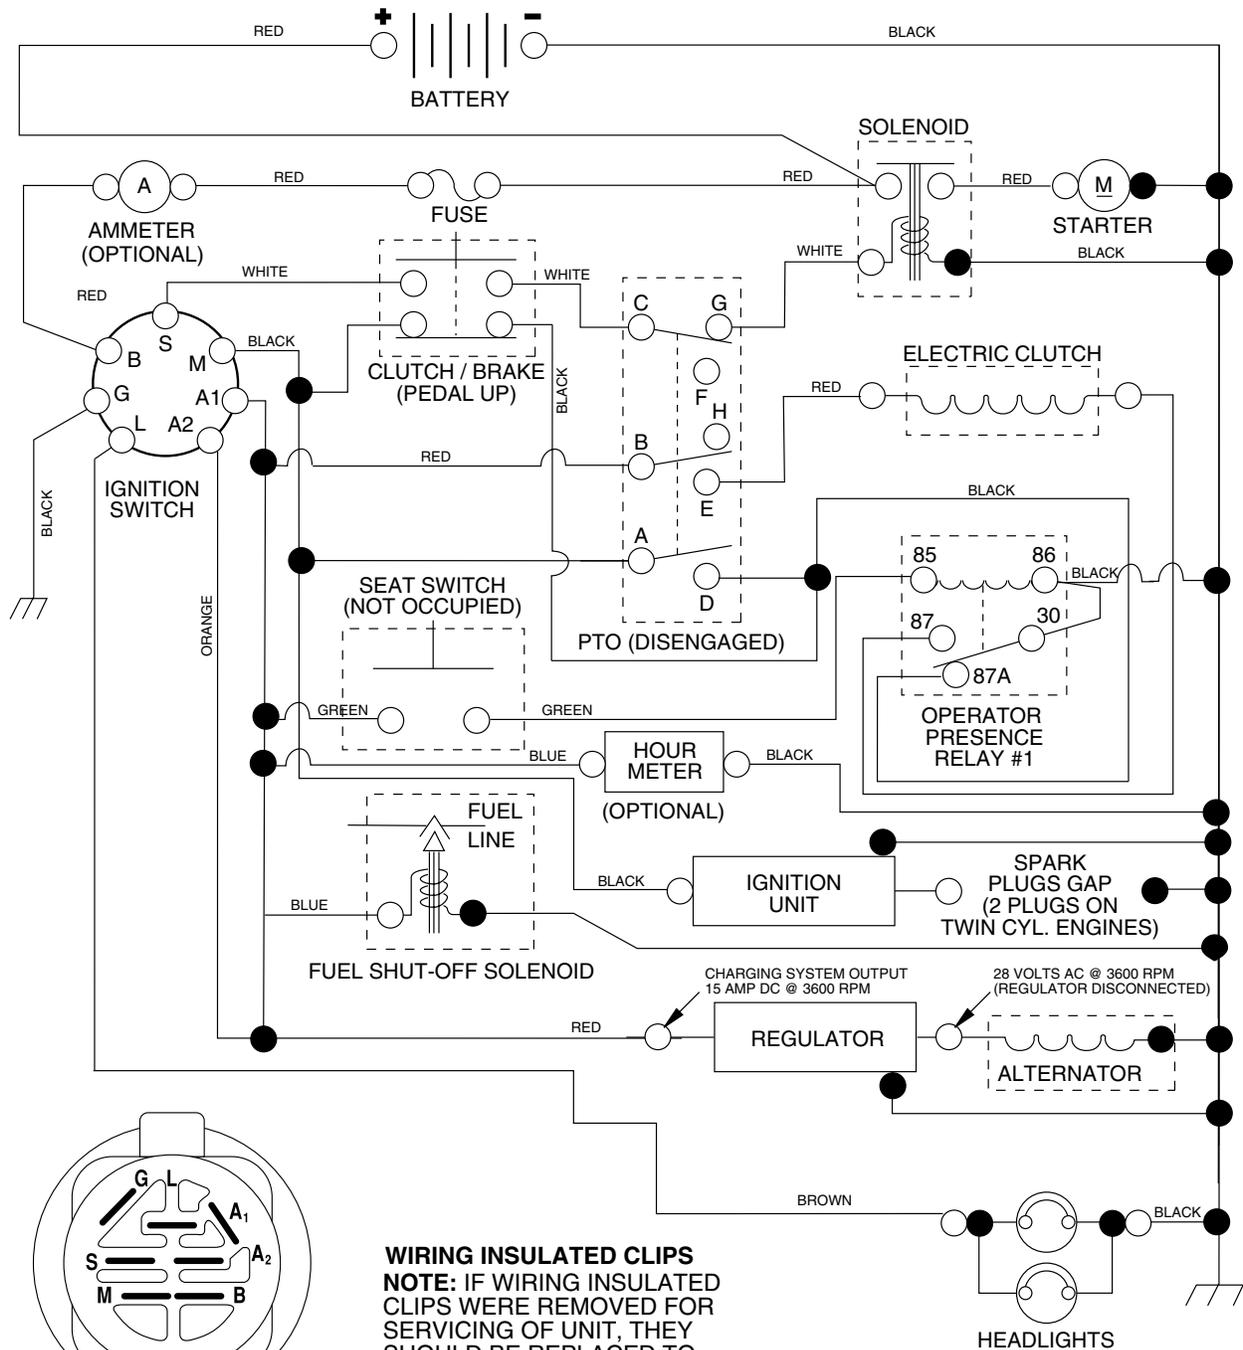 + -
RED
BLACK
BATTERY
SOLENOID
A
RED
RED
RED
M
AMMETER
(OPTIONAL)
FUSE
STARTER
WHITE
WHITE
WHITE
BLACK
RED
S
B
M
G
A1
L
A2
BLACK
CLUTCH / BRAKE
(PEDAL UP)
BLACK
C
G
F
H
B
E
A
D
ELECTRIC CLUTCH
RED
RED
IGNITION
SWITCH
BLACK
BLACK
85
86
BLACK
87
30
87A
SEAT SWITCH
(NOT OCCUPIED)
ORANGE
PTO (DISENGAGED)
GREEN
GREEN
OPERATOR
PRESENCE
RELAY #1
BLUE
HOUR
METER
BLACK
(OPTIONAL)
FUEL
LINE
BLACK
IGNITION
UNIT
SPARK
PLUGS GAP
(2 PLUGS ON
TWIN CYL. ENGINES)
BLUE
FUEL SHUT-OFF SOLENOID
CHARGING SYSTEM OUTPUT
15 AMP DC @ 3600 RPM
28 VOLTS AC @ 3600 RPM
(REGULATOR DISCONNECTED)
RED
REGULATOR
ALTERNATOR
G L
A1
A2
S
M
B
BROWN
BLACK
HEADLIGHTS
WIRING INSULATED CLIPS
NOTE: IF WIRING INSULATED
CLIPS WERE REMOVED FOR
SERVICING OF UNIT, THEY
SHOULD BE REPLACED TO